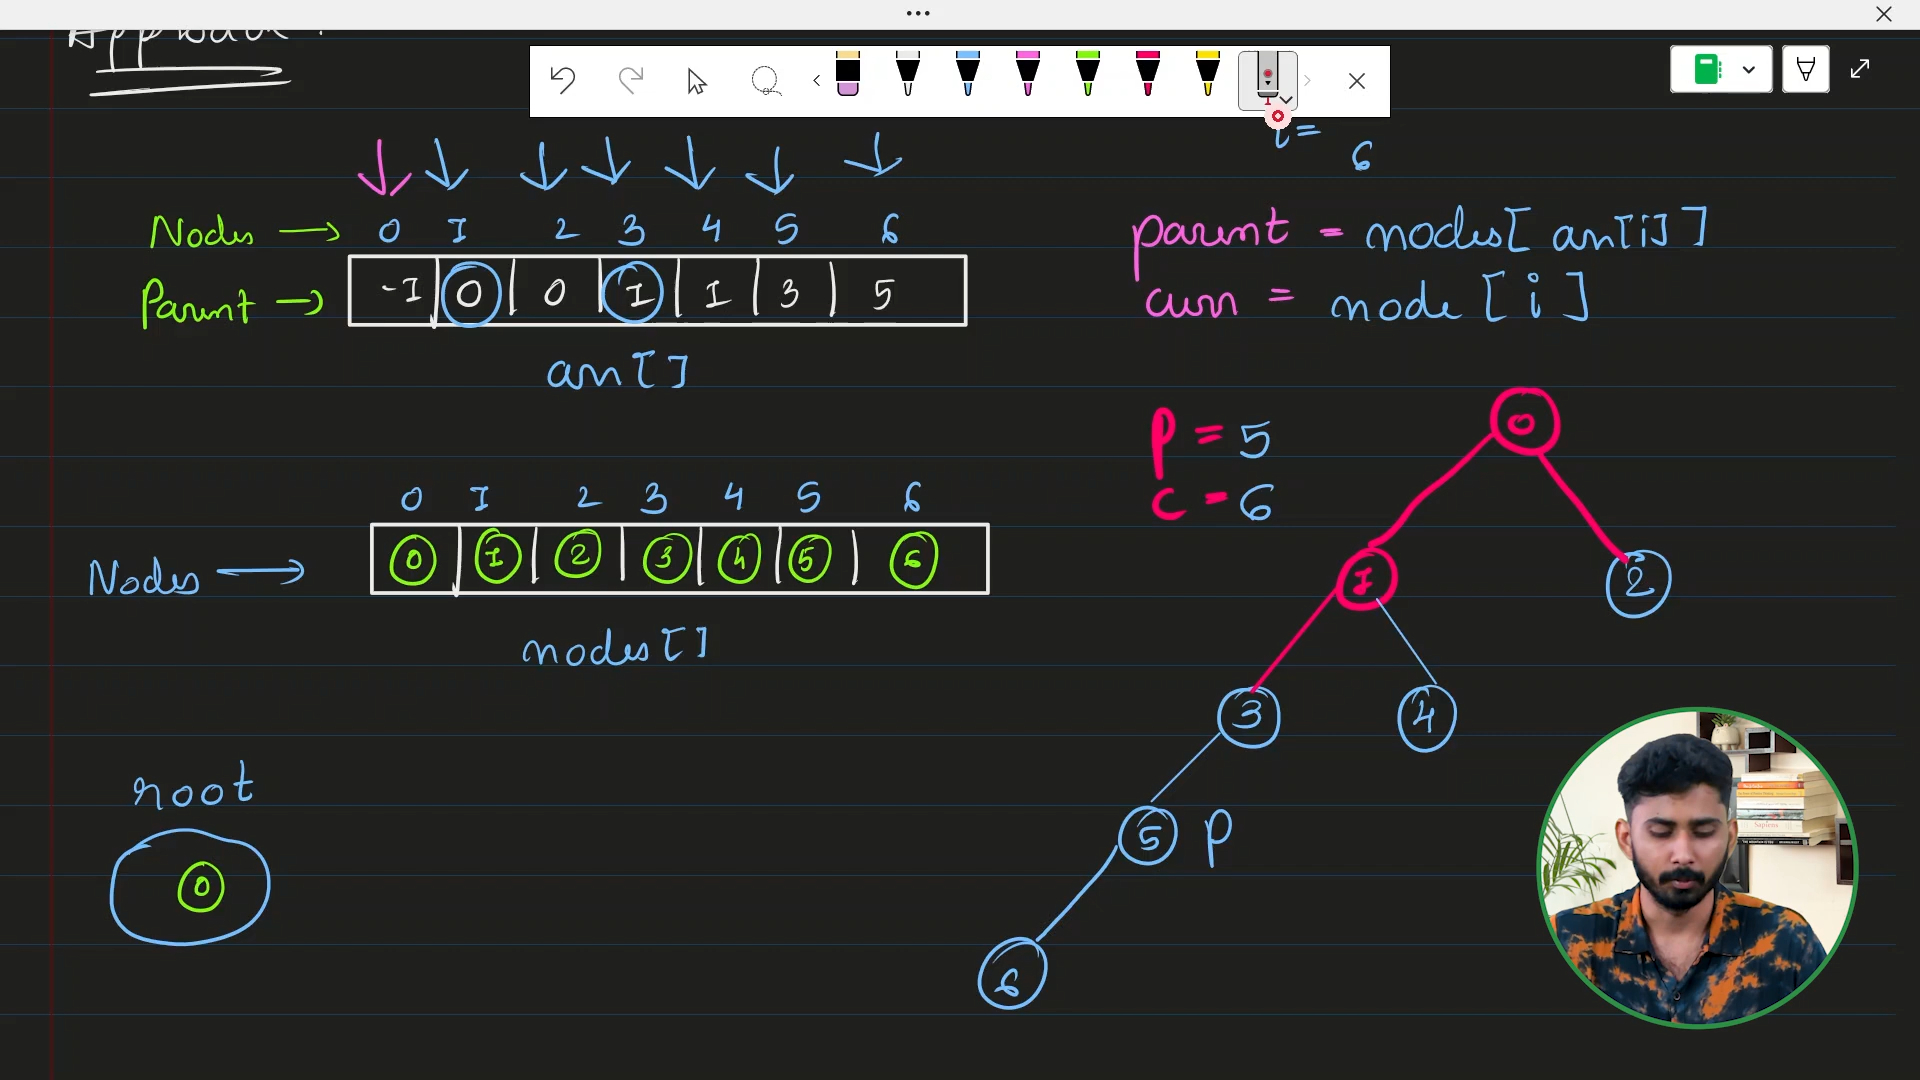 Approach :
i =
6
Nodes → 0 1 2 3 4 5 6
Parent → -1 0 0 1 1 3 5
arr[]
parent = nodes[arr[i]]
curr = node[i]
P = 5
C = 6
0 1 2 3 4 5 6
Nodes → 0 1 2 3 4 5 6
nodes[]
root
0
0
1 2
3 4
5 P
6